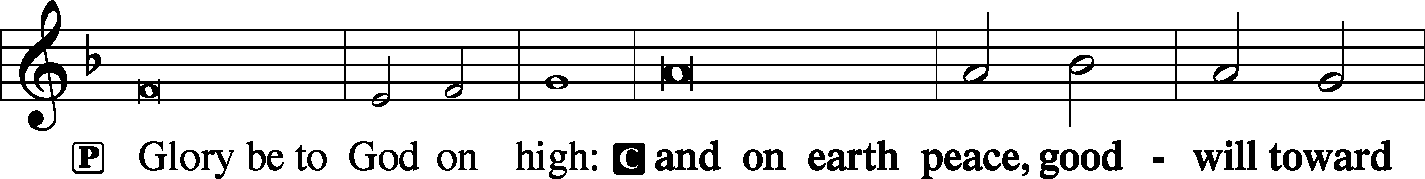 P Glory be to God on high: C and on earth peace, good - will toward